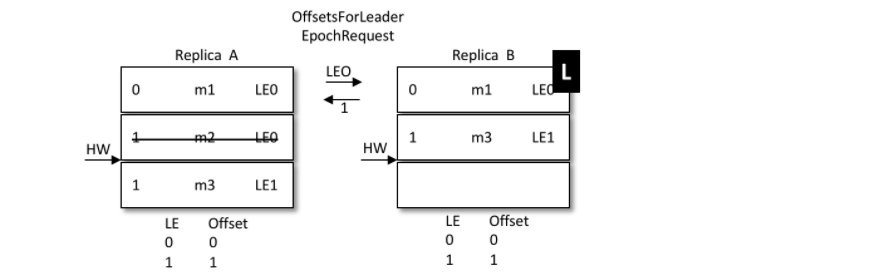 OffsetsForLeader
EpochRequest
Replica A
0 m1 LE0
1 m2 LE0
HW
1 m3 LE1
LE Offset
0 0
1 1
LEO
1
Replica B
L
0 m1 LE0
1 m3 LE1
HW
LE Offset
0 0
1 1